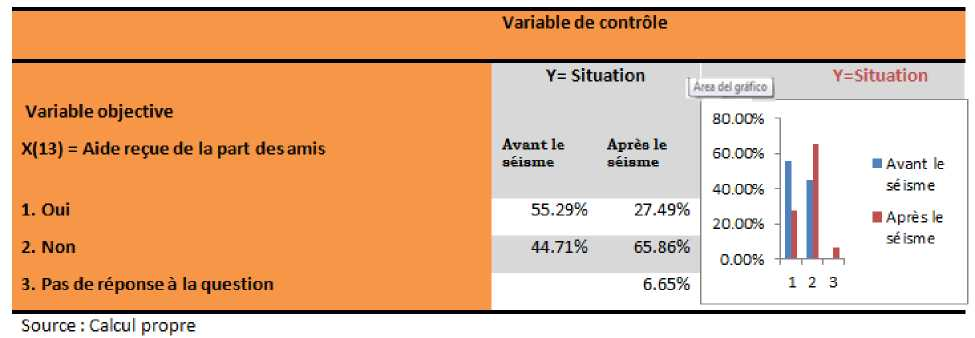 Variable de contrôle
Y= Situation
Y=Situation
Área del gráfico
Variable objective
X(13) = Aide reçue de la part des amis
Avant le séisme
Après le séisme
1. Oui
55.29%
27.49%
2. Non
44.71%
65.86%
3. Pas de réponse à la question
6.65%
80.00%
60.00%
40.00%
20.00%
0.00%
1 2 3
Avant le
séisme
Après le
séisme
Source : Calcul propre